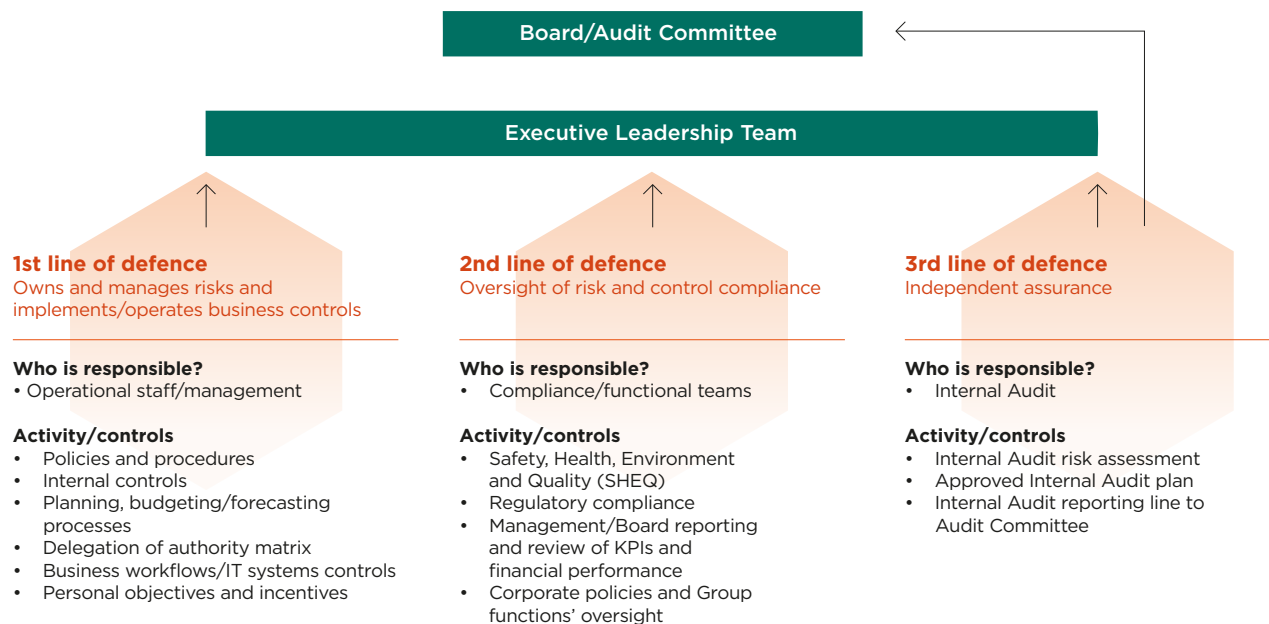 Board/Audit Committee
Executive Leadership Team
1st line of defence
Owns and manages risks and
implements/operates business controls
Who is responsible?
• Operational staff/management
Activity/controls
• Policies and procedures
• Internal controls
• Planning, budgeting/forecasting
processes
• Delegation of authority matrix
• Business workflows/IT systems controls
• Personal objectives and incentives
2nd line of defence
Oversight of risk and control compliance
Who is responsible?
• Compliance/functional teams
Activity/controls
• Safety, Health, Environment
and Quality (SHEQ)
• Regulatory compliance
• Management/Board reporting
and review of KPIs and
financial performance
• Corporate policies and Group
functions’ oversight
3rd line of defence
Independent assurance
Who is responsible?
• Internal Audit
Activity/controls
• Internal Audit risk assessment
• Approved Internal Audit plan
• Internal Audit reporting line to
Audit Committee